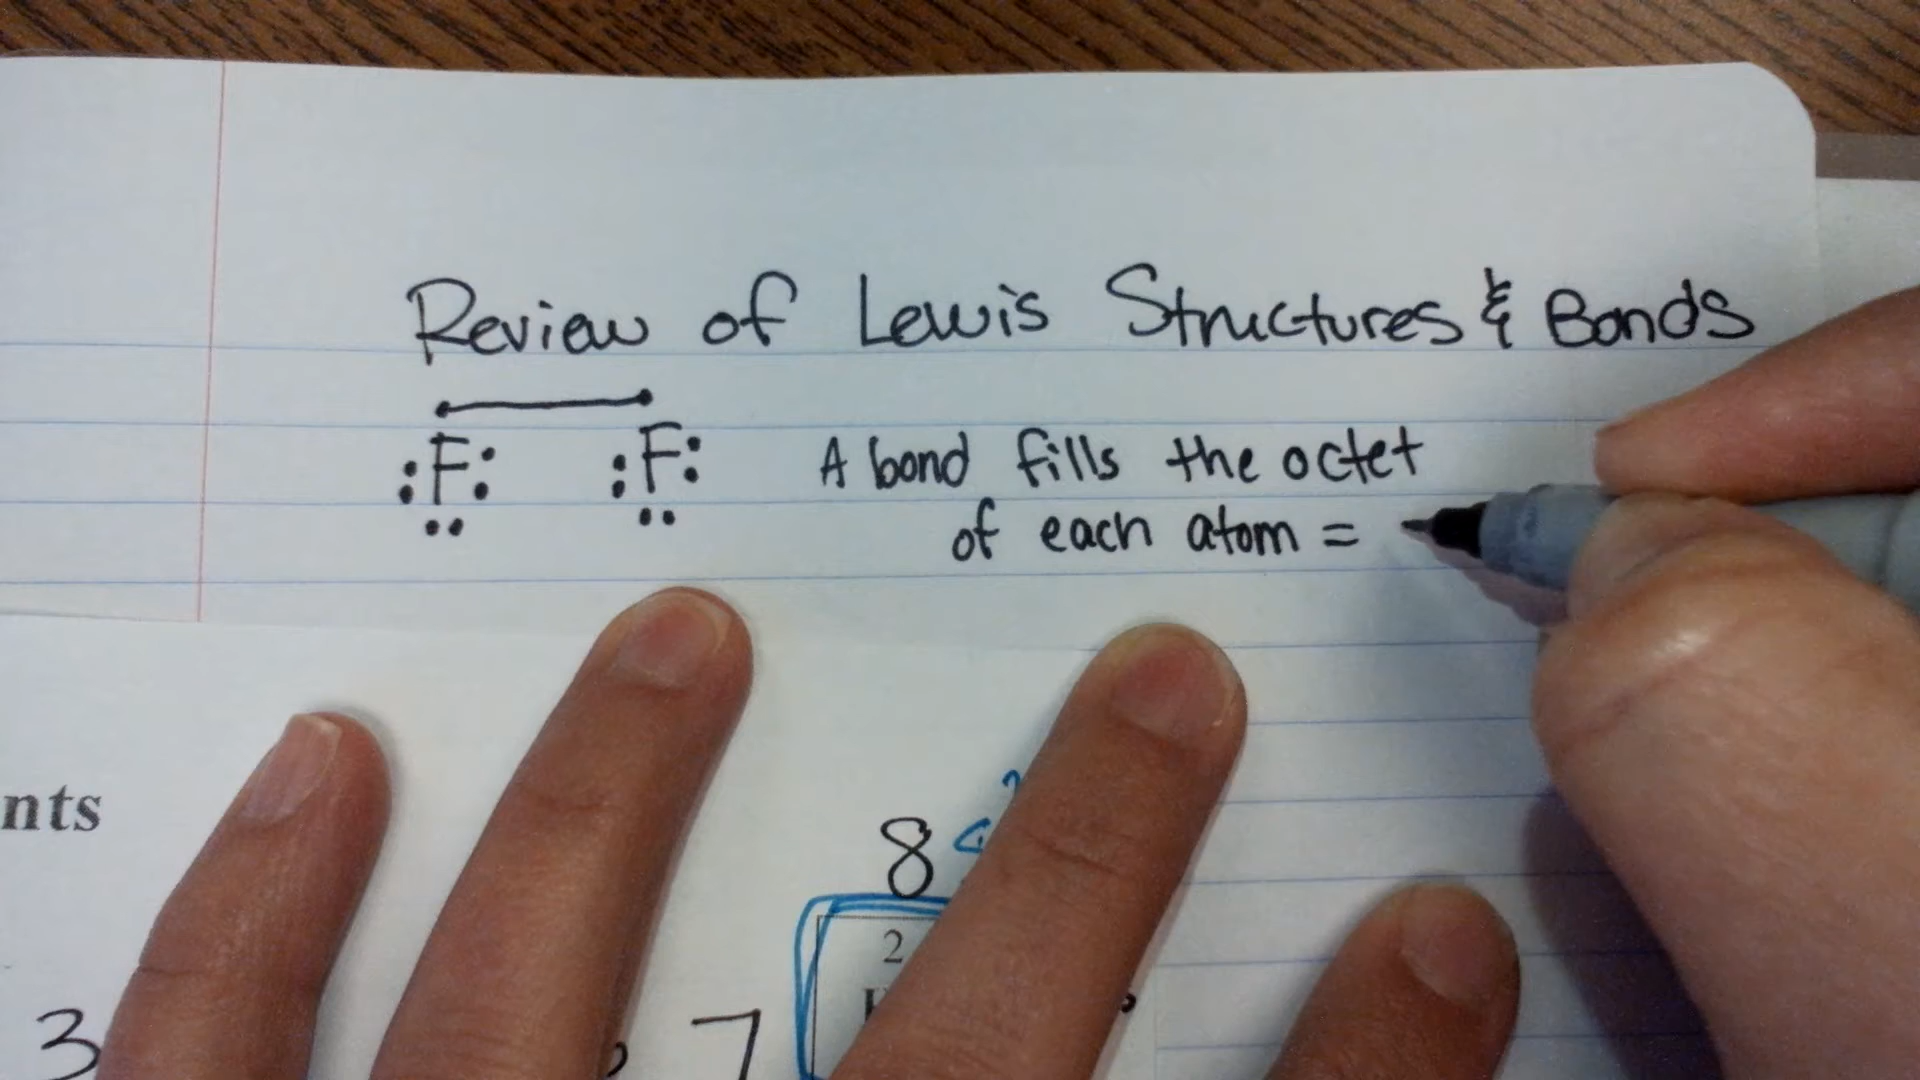 Review of Lewis Structures & Bonds
:F: :F: A bond fills the octet
of each atom =
nts
8
2
3
7